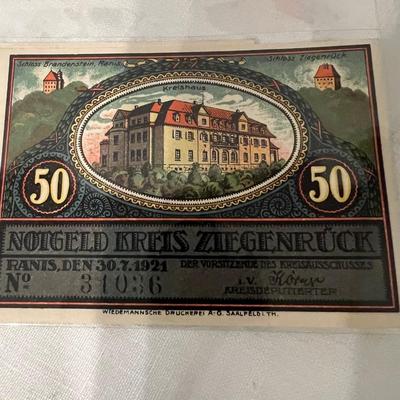 Schloss Brandenstein, Ranis.
Schloss Ziegenrück
Kreishaus
50
50
NOTGELD KREIS ZIEGENRÜCK
RANIS, DEN 30.7.1921
DER VORSITZENDE DES KREISAUSSCHUSSES
No 31036
i.V.
KREISDEPUTIERTER
WIEDEMANNSCHE DRUCKEREI A-G. SAALFELD i. TH.